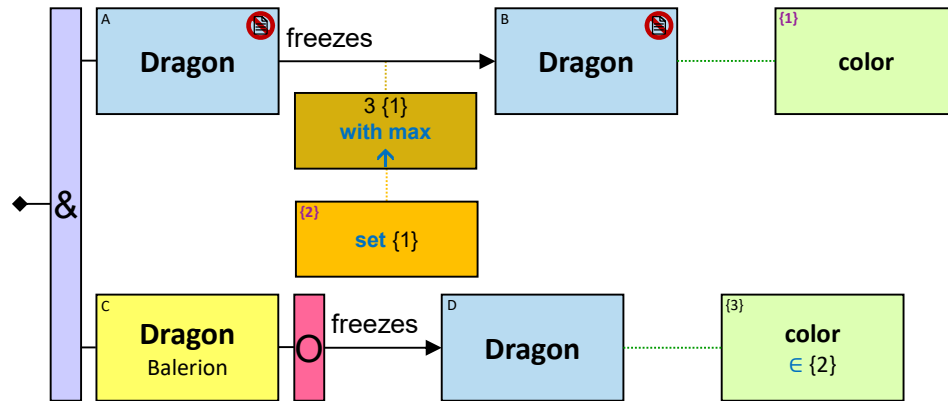 A
Dragon
freezes
B
Dragon
{1}
color
3 {1}
with max
↑
&
{2}
set {1}
C
Dragon
Balerion
O
freezes
D
Dragon
{3}
color
∈ {2}